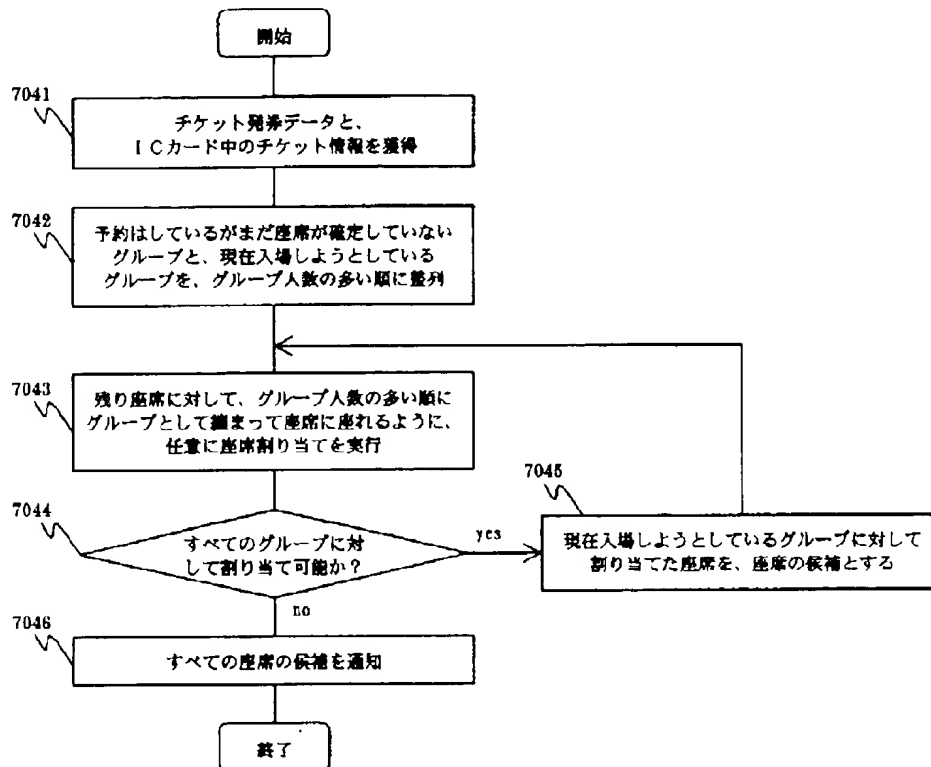 開始
7041
チケット発券データと、
ICカード中のチケット情報を獲得
7042
予約はしているがまだ座席が確定していない
グループと、現在入場しようとしている
グループを、グループ人数の多い順に整列
7043
残り座席に対して、グループ人数の多い順に
グループとして纏まって座席に座れるように、
任意に座席割り当てを実行
7044
すべてのグループに対
して割り当て可能か?
yes
7045
現在入場しようとしているグループに対して
割り当てた座席を、座席の候補とする
no
7046
すべての座席の候補を通知
終了